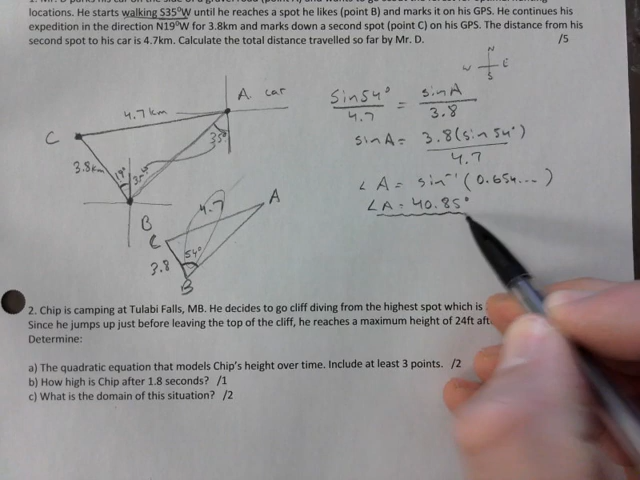 locations. He starts walking S35°W until he reaches a spot he likes (point B) and marks it on his GPS. He continues his
expedition in the direction N19°W for 3.8km and marks down a second spot (point C) on his GPS. The distance from his
second spot to his car is 4.7km. Calculate the total distance travelled so far by Mr. D. /5
N
W E
S
A car
4.7km
C
35°
3.8km
19°
35°
B
A
4.7
C
54°
3.8
B
Sin54° = sinA
4.7 3.8
sinA = 3.8(sin54°)
4.7
∠A = sin⁻¹(0.654...)
∠A = 40.85°
2. Chip is camping at Tulabi Falls, MB. He decides to go cliff diving from the highest spot which is
Since he jumps up just before leaving the top of the cliff, he reaches a maximum height of 24ft
Determine:
a) The quadratic equation that models Chip's height over time. Include at least 3 points. /2
b) How high is Chip after 1.8 seconds? /1
c) What is the domain of this situation? /2